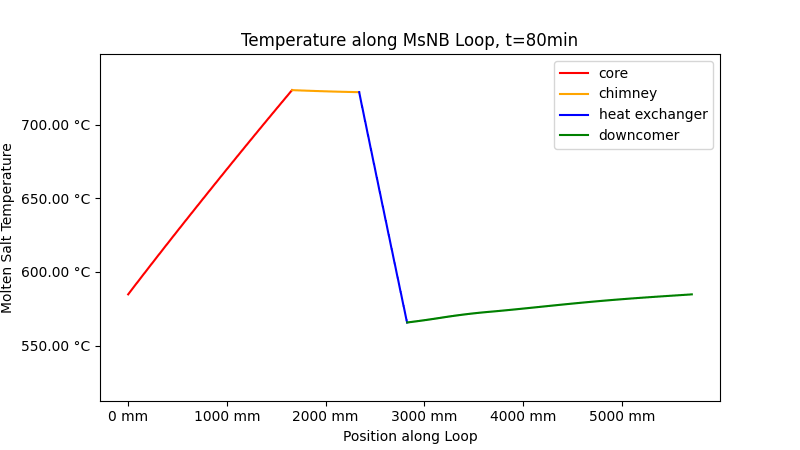 Temperature along MsNB Loop, t=80min
core
chimney
heat exchanger
downcomer
Molten Salt Temperature
700.00 °C
650.00 °C
600.00 °C
550.00 °C
0 mm
1000 mm
2000 mm
3000 mm
4000 mm
5000 mm
Position along Loop